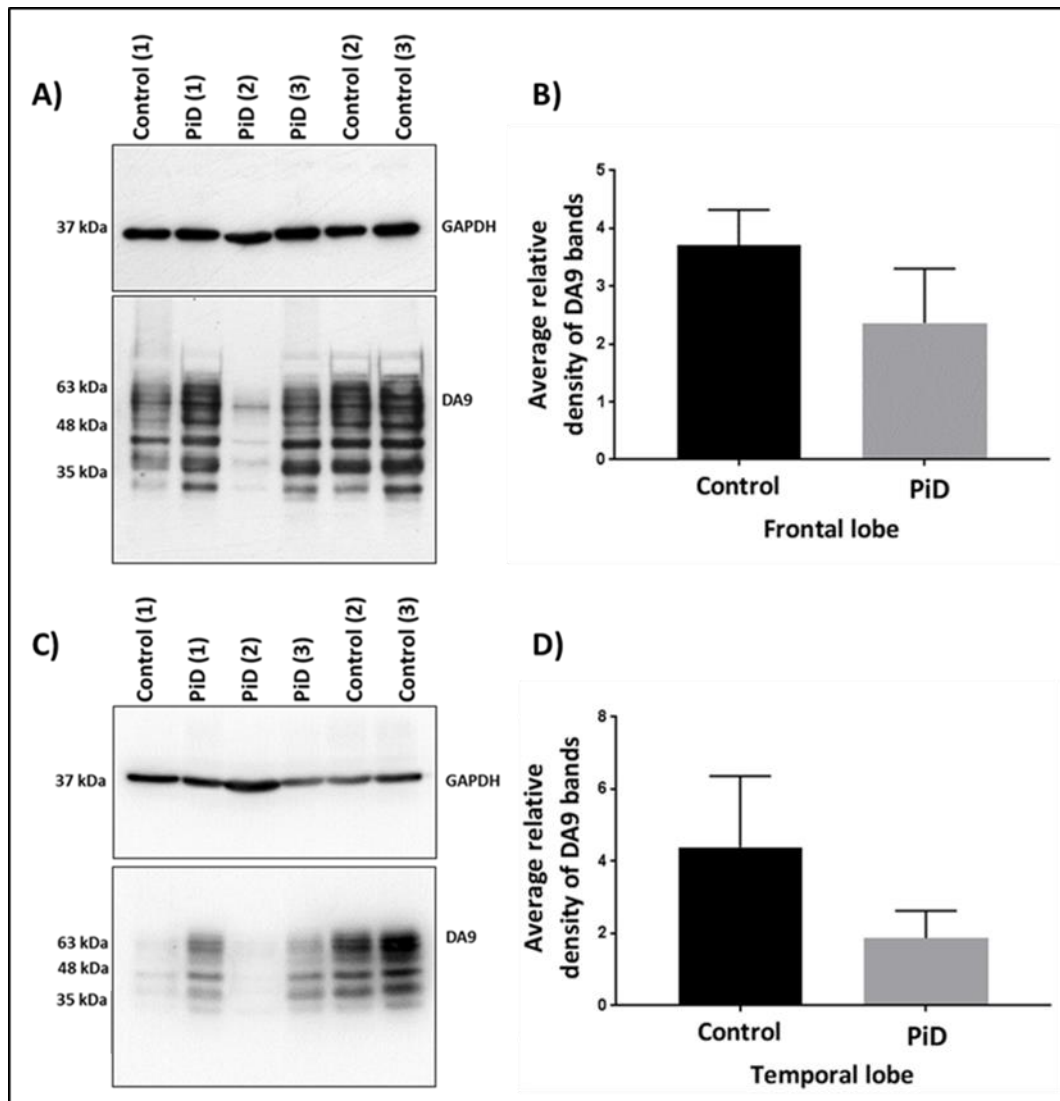 A)
Control (1)
PiD (1)
PiD (2)
PiD (3)
Control (2)
Control (3)
37 kDa
GAPDH
63 kDa
48 kDa
35 kDa
DA9
B)
Average relative
density of DA9 bands
5
4
3
2
1
0
Control
PiD
Frontal lobe
C)
Control (1)
PiD (1)
PiD (2)
PiD (3)
Control (2)
Control (3)
37 kDa
GAPDH
63 kDa
48 kDa
35 kDa
DA9
D)
Average relative
density of DA9 bands
8
6
4
2
0
Control
PiD
Temporal lobe